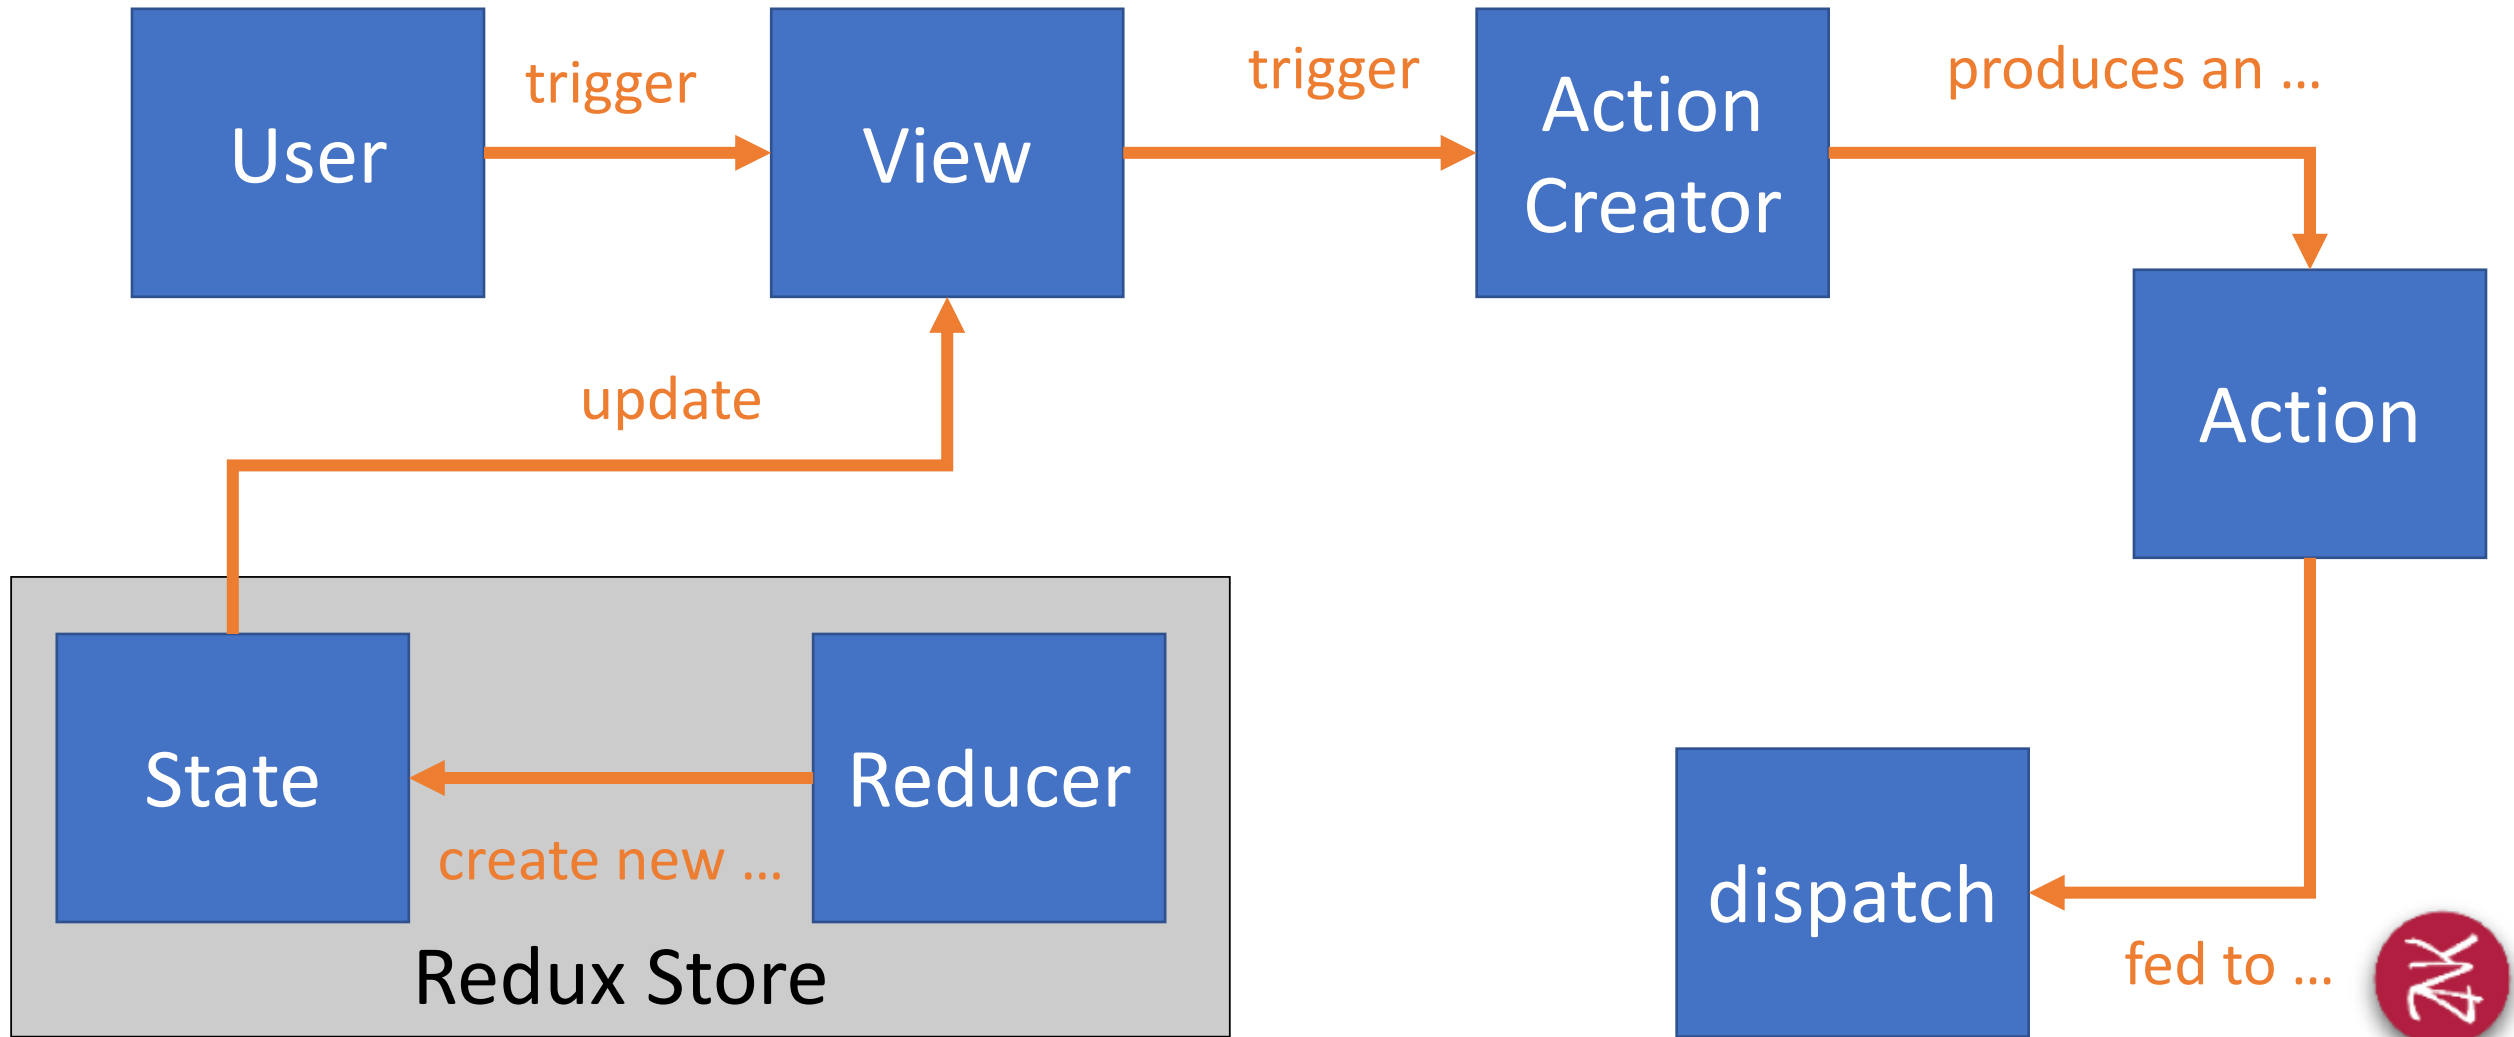 User
trigger
View
trigger
Action
Creator
produces an ...
Action
update
State
Reducer
create new ...
Redux Store
dispatch
fed to ...